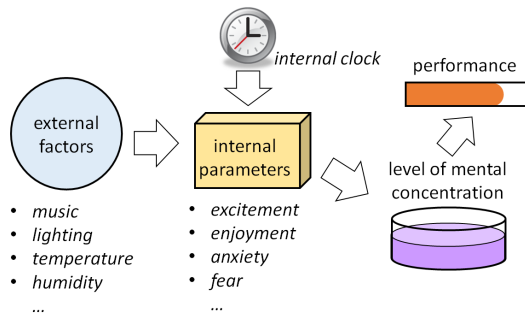 internal clock
performance
external
factors
internal
parameters
level of mental
concentration
• music
• lighting
• temperature
• humidity
...
• excitement
• enjoyment
• anxiety
• fear
...